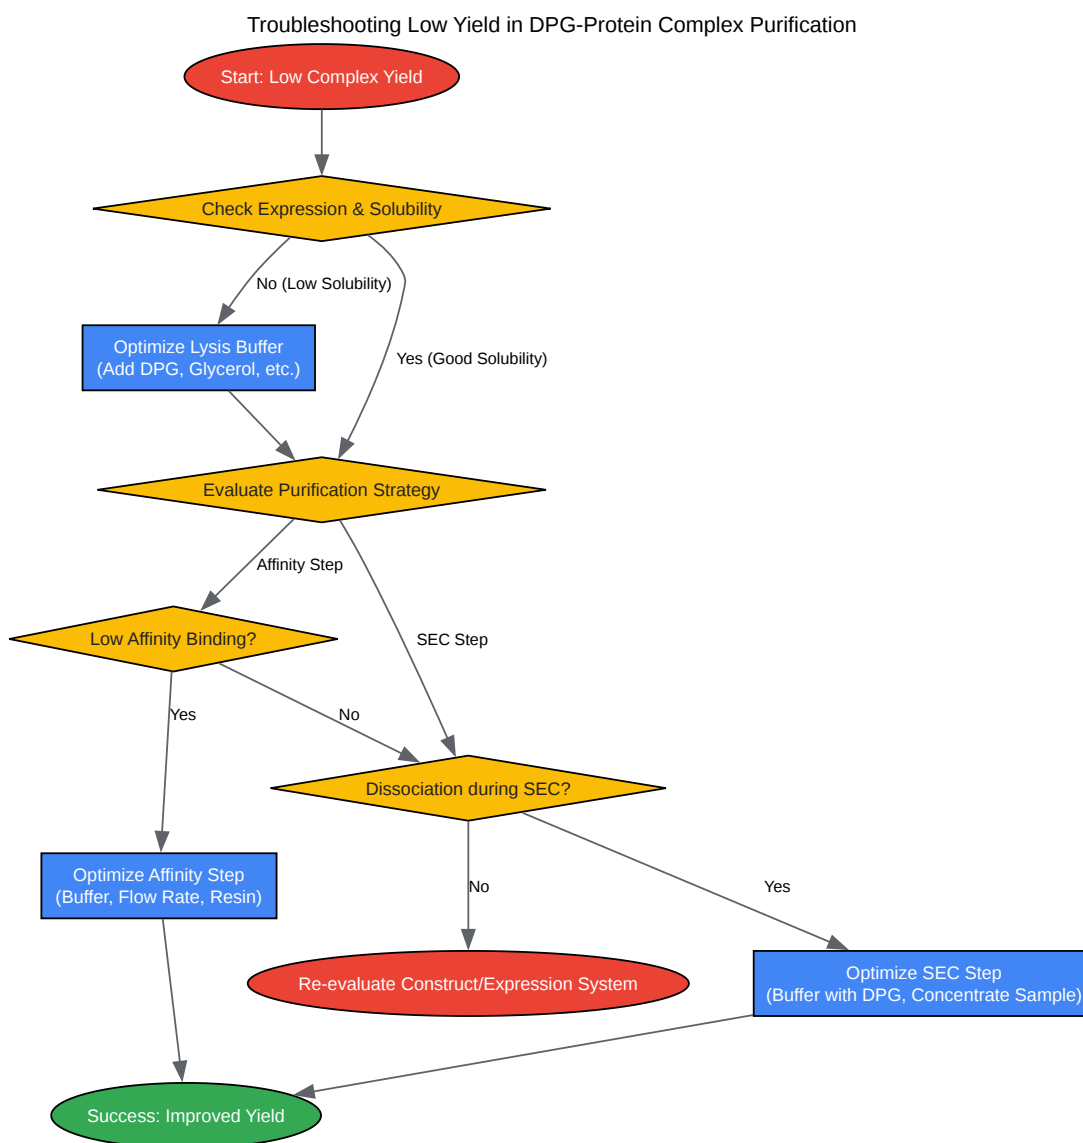 Troubleshooting Low Yield in DPG-Protein Complex Purification
Start: Low Complex Yield
Check Expression & Solubility
No (Low Solubility)
Optimize Lysis Buffer
(Add DPG, Glycerol, etc.)
Yes (Good Solubility)
Evaluate Purification Strategy
Affinity Step
Low Affinity Binding?
SEC Step
Yes
No
Dissociation during SEC?
Optimize Affinity Step
(Buffer, Flow Rate, Resin)
No
Yes
Re-evaluate Construct/Expression System
Optimize SEC Step
(Buffer with DPG, Concentrate Sample)
Success: Improved Yield